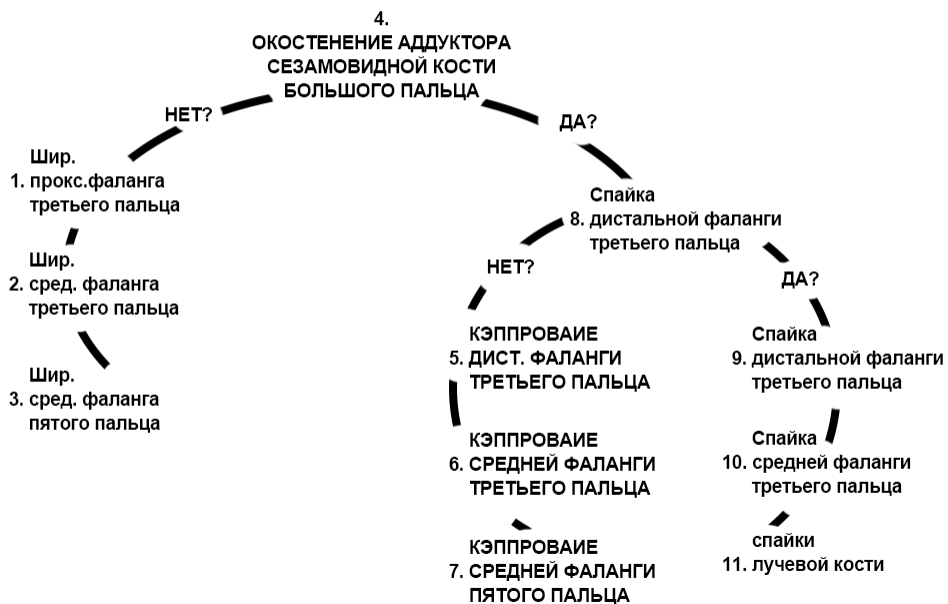 4.
ОКОСТЕНЕНИЕ АДДУКТОРА
СЕЗАМОВИДНОЙ КОСТИ
БОЛЬШОГО ПАЛЬЦА
НЕТ?
ДА?
Шир.
1. прокс.фаланга
третьего пальца
Шир.
2. сред. фаланга
третьего пальца
Шир.
3. сред. фаланга
пятого пальца
Спайка
8. дистальной фаланги
третьего пальца
НЕТ?
ДА?
КЭППРОВАИЕ
5. ДИСТ. ФАЛАНГИ
ТРЕТЬЕГО ПАЛЬЦА
КЭППРОВАИЕ
6. СРЕДНЕЙ ФАЛАНГИ
ТРЕТЬЕГО ПАЛЬЦА
КЭППРОВАИЕ
7. СРЕДНЕЙ ФАЛАНГИ
ПЯТОГО ПАЛЬЦА
Спайка
9. дистальной фаланги
третьего пальца
Спайка
10. средней фаланги
третьего пальца
спайки
11. лучевой кости